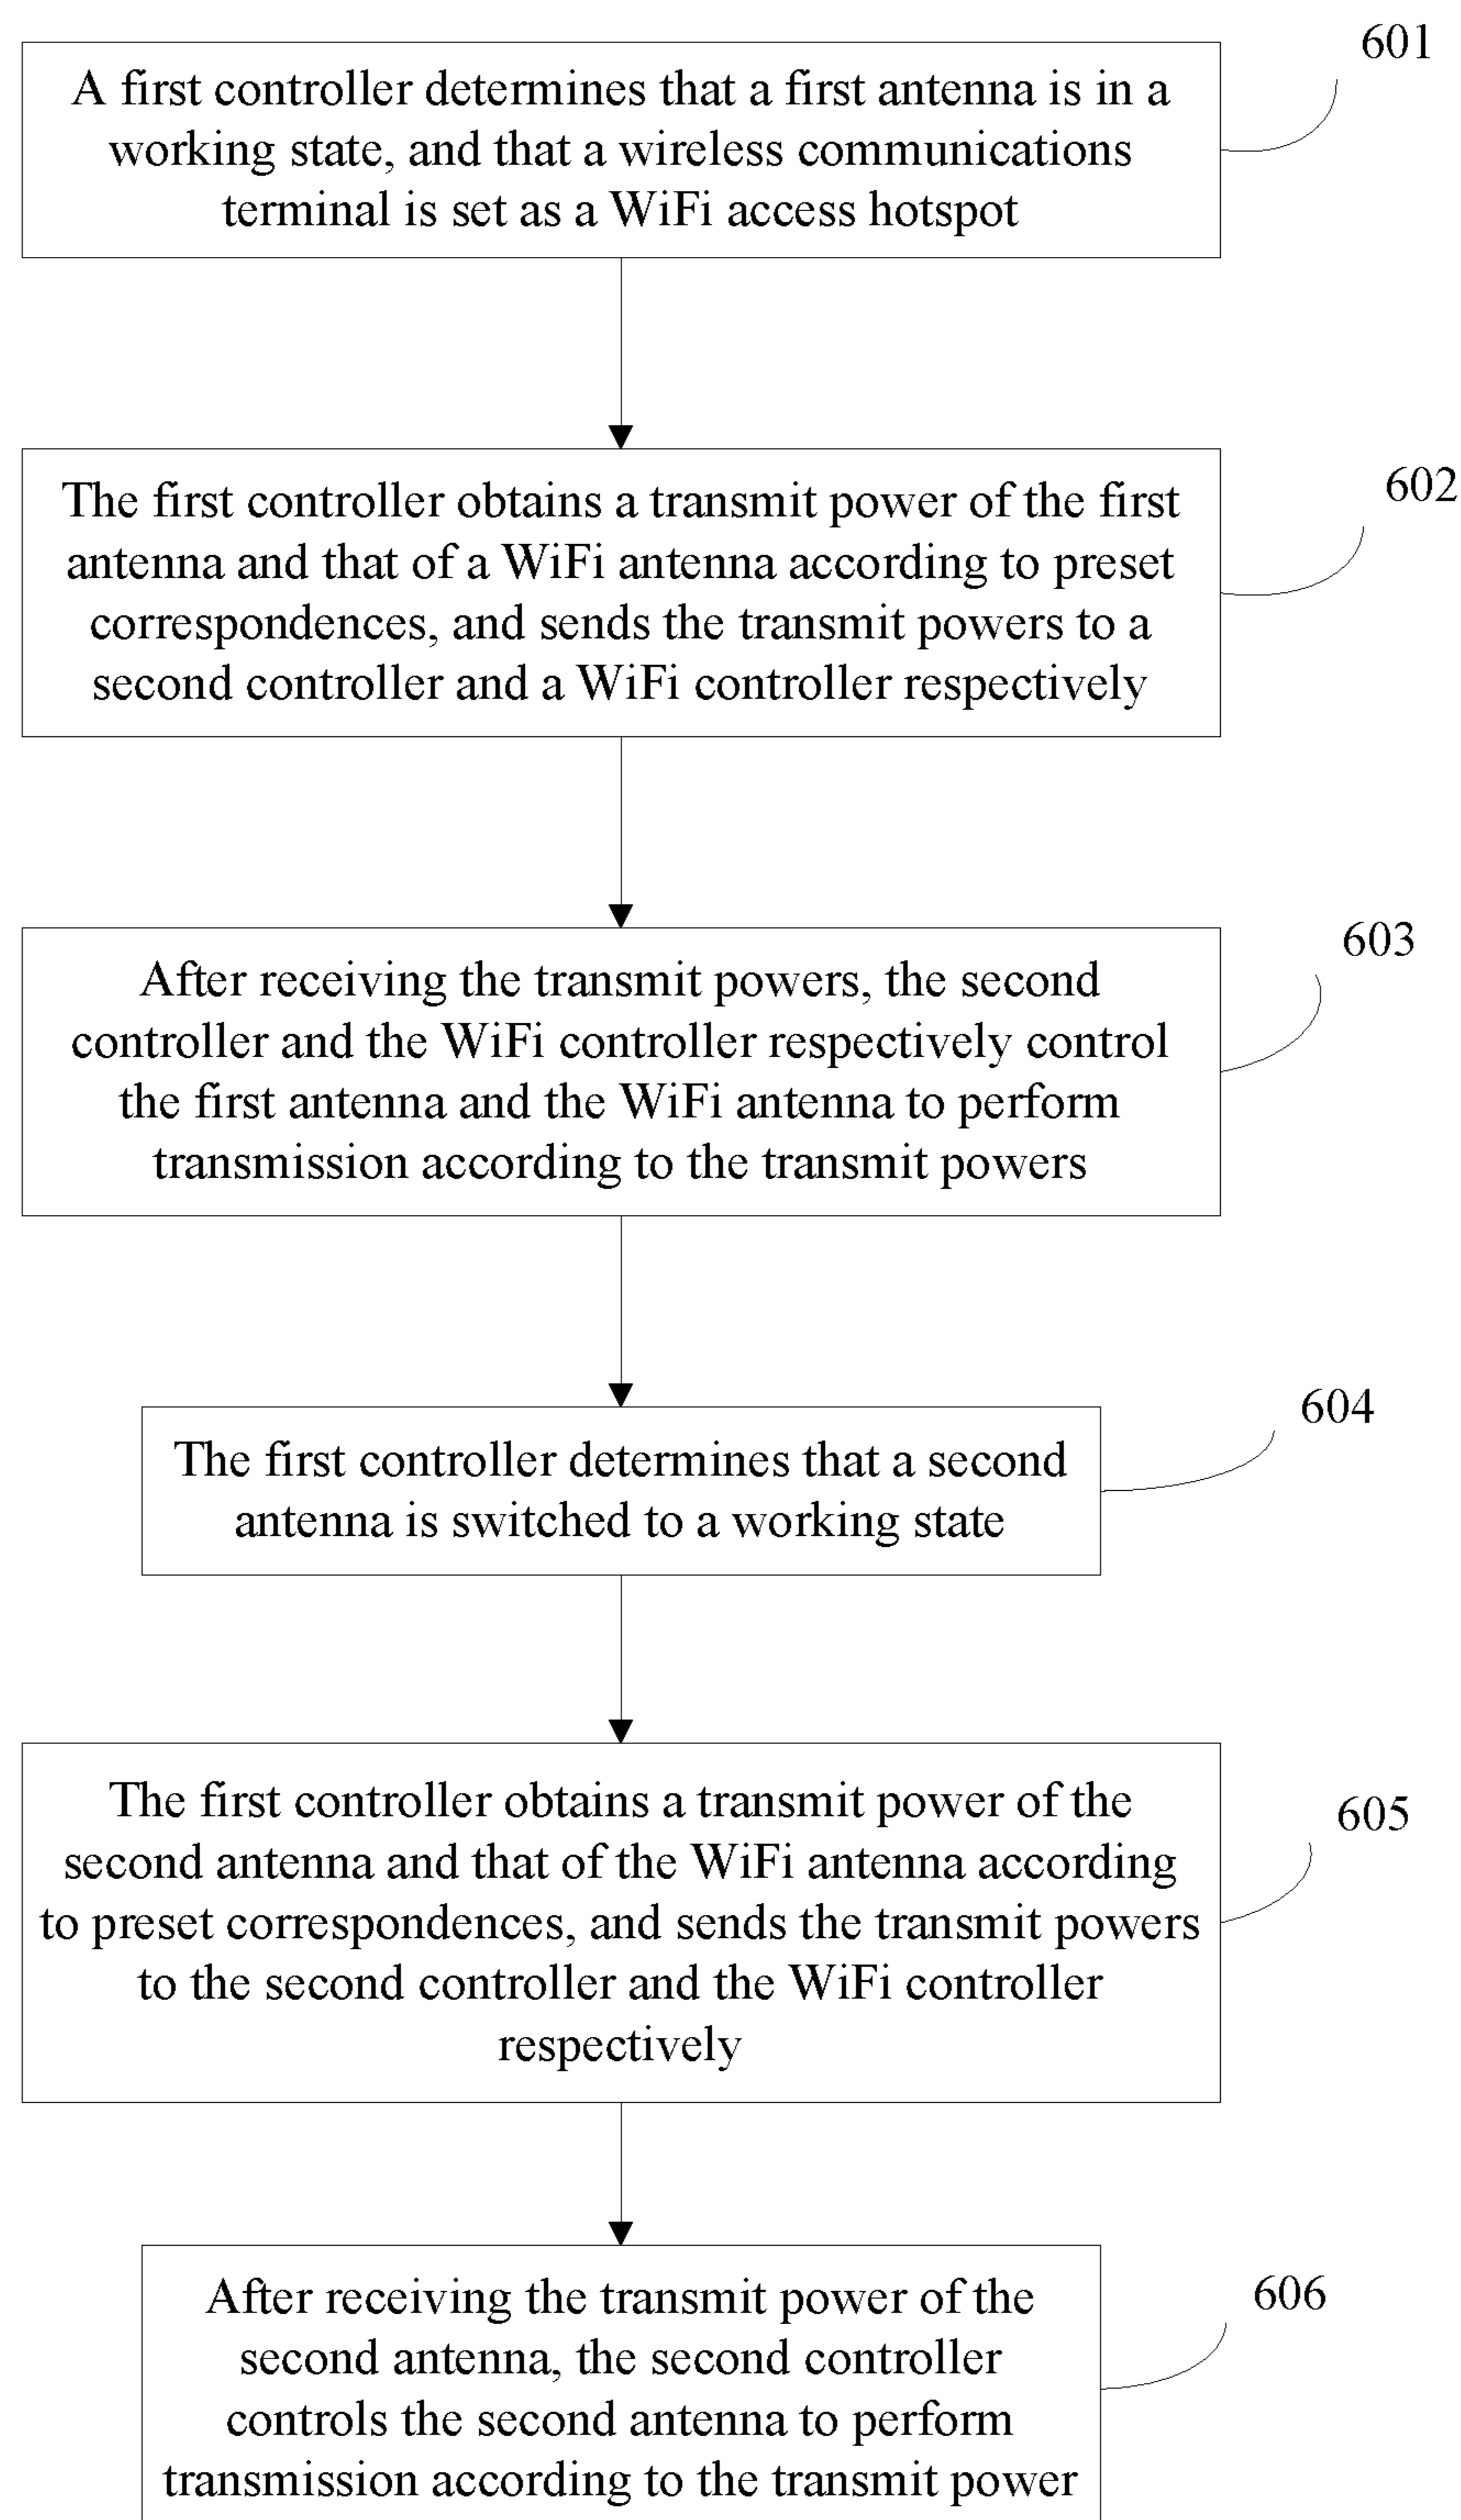 601
A first controller determines that a first antenna is in a
working state, and that a wireless communications
terminal is set as a WiFi access hotspot
602
The first controller obtains a transmit power of the first
antenna and that of a WiFi antenna according to preset
correspondences, and sends the transmit powers to a
second controller and a WiFi controller respectively
603
After receiving the transmit powers, the second
controller and the WiFi controller respectively control
the first antenna and the WiFi antenna to perform
transmission according to the transmit powers
604
The first controller determines that a second
antenna is switched to a working state
605
The first controller obtains a transmit power of the
second antenna and that of the WiFi antenna according
to preset correspondences, and sends the transmit powers
to the second controller and the WiFi controller
respectively
606
After receiving the transmit power of the
second antenna, the second controller
controls the second antenna to perform
transmission according to the transmit power